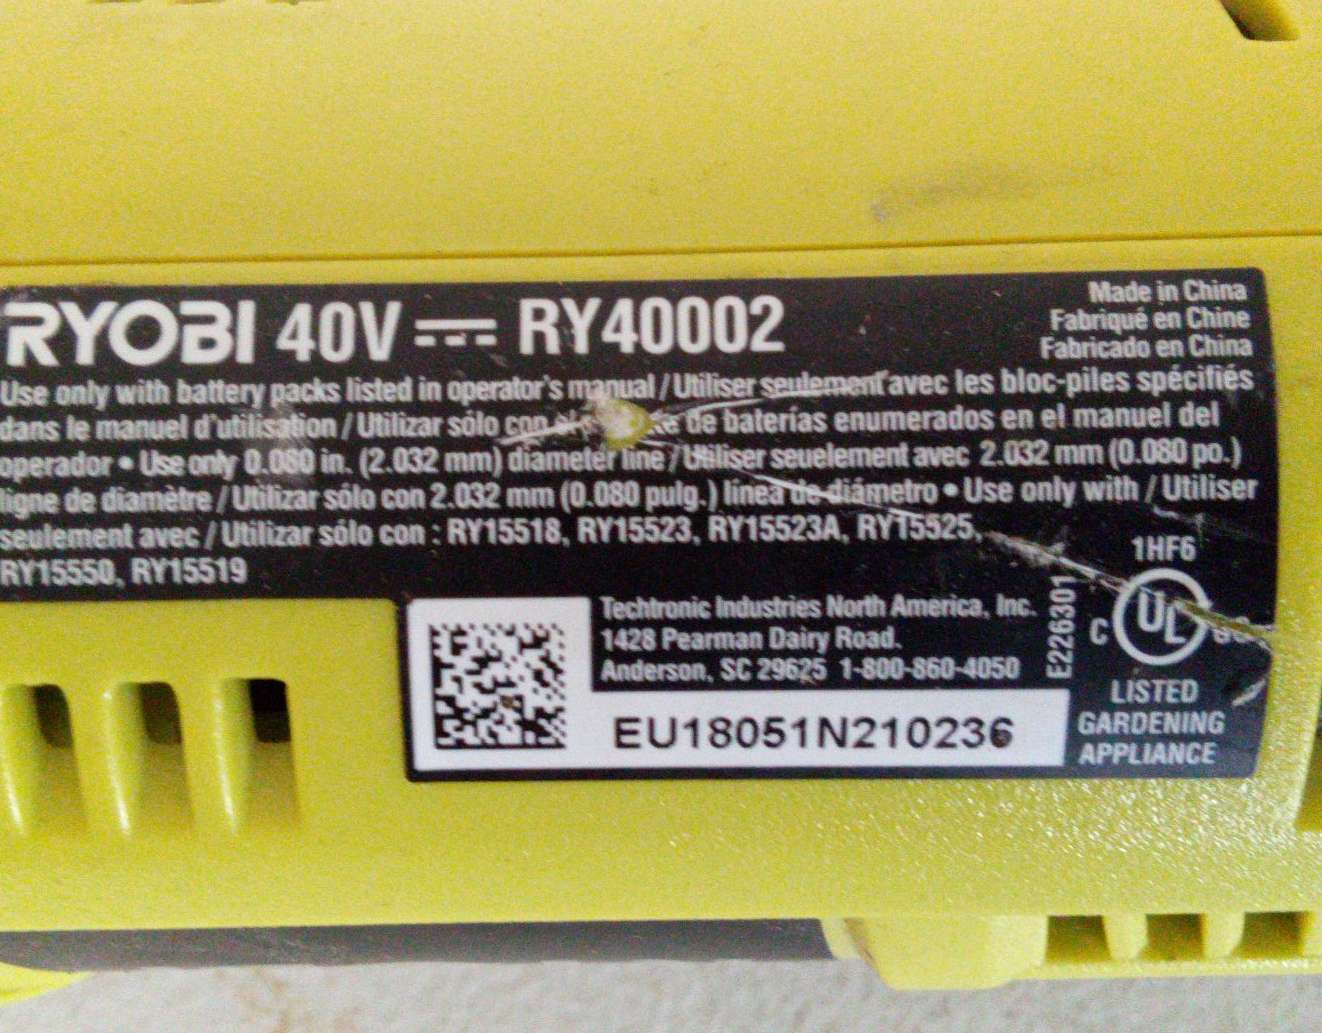 RYOBI 40V RY40002
Made in China
Fabriqué en Chine
Fabricado en China
Use only with battery packs listed in operator's manual / Utiliser seulement avec les bloc-piles spécifiés
dans le manuel d'utilisation / Utilizar sólo con de baterías enumerados en el manuel del
operador • Use only 0.080 in. (2.032 mm) diameter line / Utiliser seuelement avec 2.032 mm (0.080 po.)
ligne de diamètre / Utilizar sólo con 2.032 mm (0.080 pulg.) línea de diámetro • Use only with / Utiliser
seulement avec / Utilizar sólo con : RY15518, RY15523, RY15523A, RY15525,
RY15550, RY15519
1HF6
E226301
C UL
LISTED
GARDENING
APPLIANCE
Techtronic Industries North America, Inc.
1428 Pearman Dairy Road.
Anderson, SC 29625 1-800-860-4050
EU18051N210236